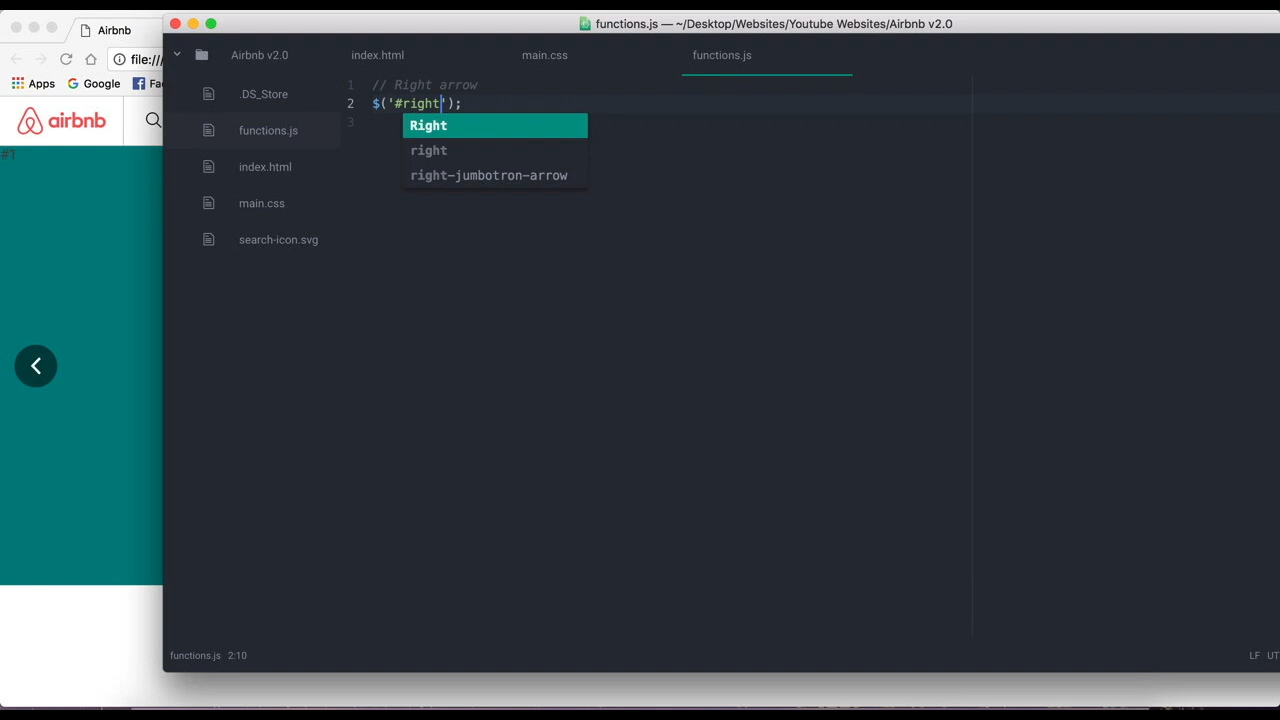 functions.js — ~/Desktop/Websites/Youtube Websites/Airbnb v2.0
Airbnb
file:///
Apps Google Fac
airbnb
#1
Airbnb v2.0
.DS_Store
functions.js
index.html
main.css
search-icon.svg
index.html main.css functions.js
1 // Right arrow
2 $('#right');
3
Right
right
right-jumbotron-arrow
functions.js 2:10
LF UT